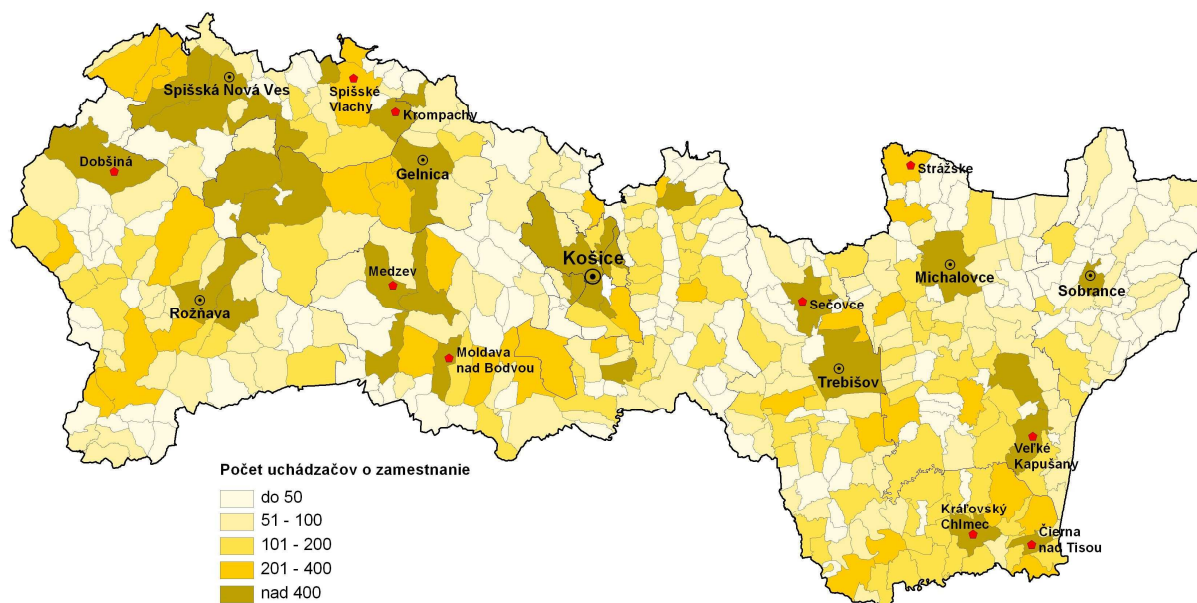 Spišská Nová Ves
Spišské
Vlachy
Krompachy
Dobšiná
Gelnica
Strážske
Košice
Michalovce
Medzev
Sobrance
Sečovce
Rožňava
Moldava
nad Bodvou
Trebišov
Veľké
Kapušany
Počet uchádzačov o zamestnanie
do 50
51 - 100
101 - 200
201 - 400
nad 400
Kráľovský
Chlmec
Čierna
nad Tisou